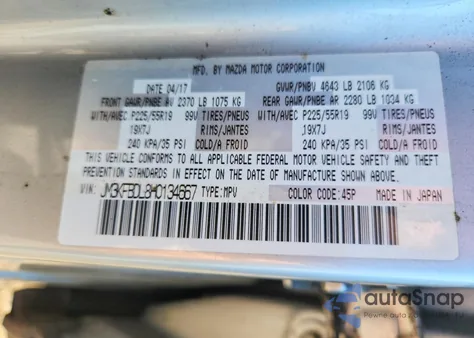 MFD. BY MAZDA MOTOR CORPORATION
DATE 04/17 GVWR/PNBV 4643 LB 2106 KG
FRONT GAWR/PNBE AV 2370 LB 1075 KG REAR GAWR/PNBE AR 2280 LB 1034 KG
WITH/AVEC P225/55R19 99V TIRES/PNEUS WITH/AVEC P225/55R19 99V TIRES/PNEUS
19X7J RIMS/JANTES 19X7J RIMS/JANTES
240 KPA/35 PSI COLD/A FROID 240 KPA/35 PSI COLD/A FROID
THIS VEHICLE CONFORMS TO ALL APPLICABLE FEDERAL MOTOR VEHICLE SAFETY,
THEFT PREVENTION AND BUMPER STANDARDS IN EFFECT ON THE DATE OF
MANUFACTURE SHOWN ABOVE.
VIN: JM3KFBDL8H0134667 TYPE:MPV COLOR CODE:45P MADE IN JAPAN
autoSnap
Pewne auto